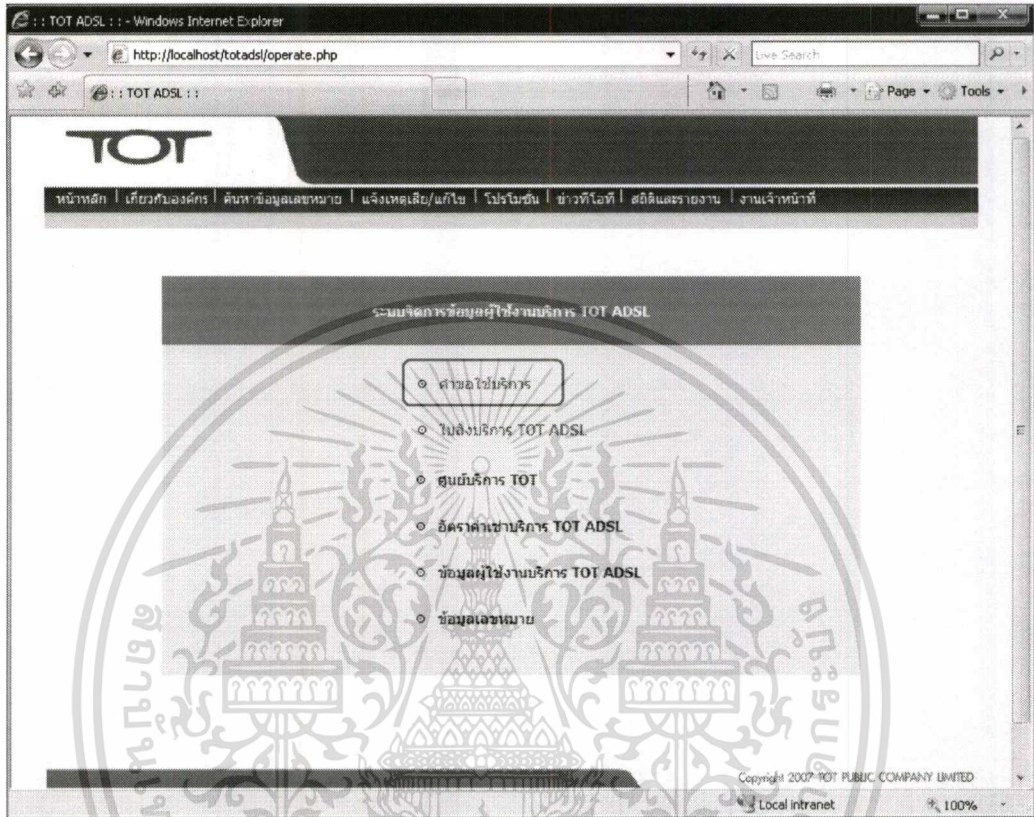 : : TOT ADSL : : - Windows Internet Explorer
http://localhost/totadsl/operate.php
Live Search
: : TOT ADSL : :
Page
Tools
TOT
หน้าหลัก | เกี่ยวกับองค์กร | ค้นหาข้อมูลเลขหมาย | แจ้งเหตุเสีย/แก้ไข | โปรโมชั่น | ข่าวทีโอที | สถิติและรายงาน | งานเจ้าหน้าที่
ระบบจัดการข้อมูลผู้ใช้งานบริการ TOT ADSL
คำขอใช้บริการ
ใบสั่งบริการ TOT ADSL
ศูนย์บริการ TOT
อัตราค่าเช่าบริการ TOT ADSL
ข้อมูลผู้ใช้งานบริการ TOT ADSL
ข้อมูลเลขหมาย
Copyright 2007 TOT PUBLIC COMPANY LIMITED
Local intranet
100%